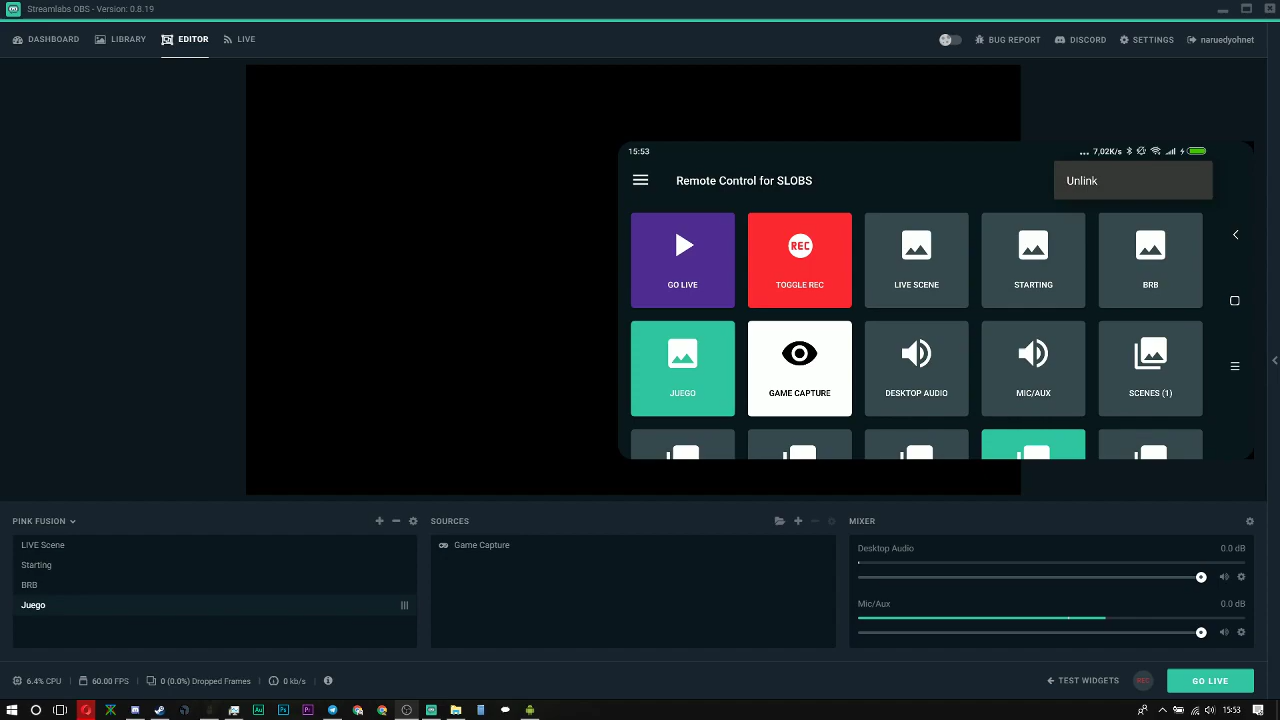 Streamlabs OBS - Version: 0.8.19
DASHBOARD LIBRARY EDITOR LIVE BUG REPORT DISCORD SETTINGS naruedyohnet
15:53 ... 7,02K/s
Remote Control for SLOBS Unlink
REC
GO LIVE TOGGLE REC LIVE SCENE STARTING BRB
JUEGO GAME CAPTURE DESKTOP AUDIO MIC/AUX SCENES (1)
PINK FUSION SOURCES MIXER
LIVE Scene Game Capture Desktop Audio 0.0 dB
Starting
BRB
Juego Mic/Aux 0.0 dB
6.4% CPU 60.00 FPS 0 (0.0%) Dropped Frames 0 kb/s TEST WIDGETS REC GO LIVE
Au Ps Pr 15:53